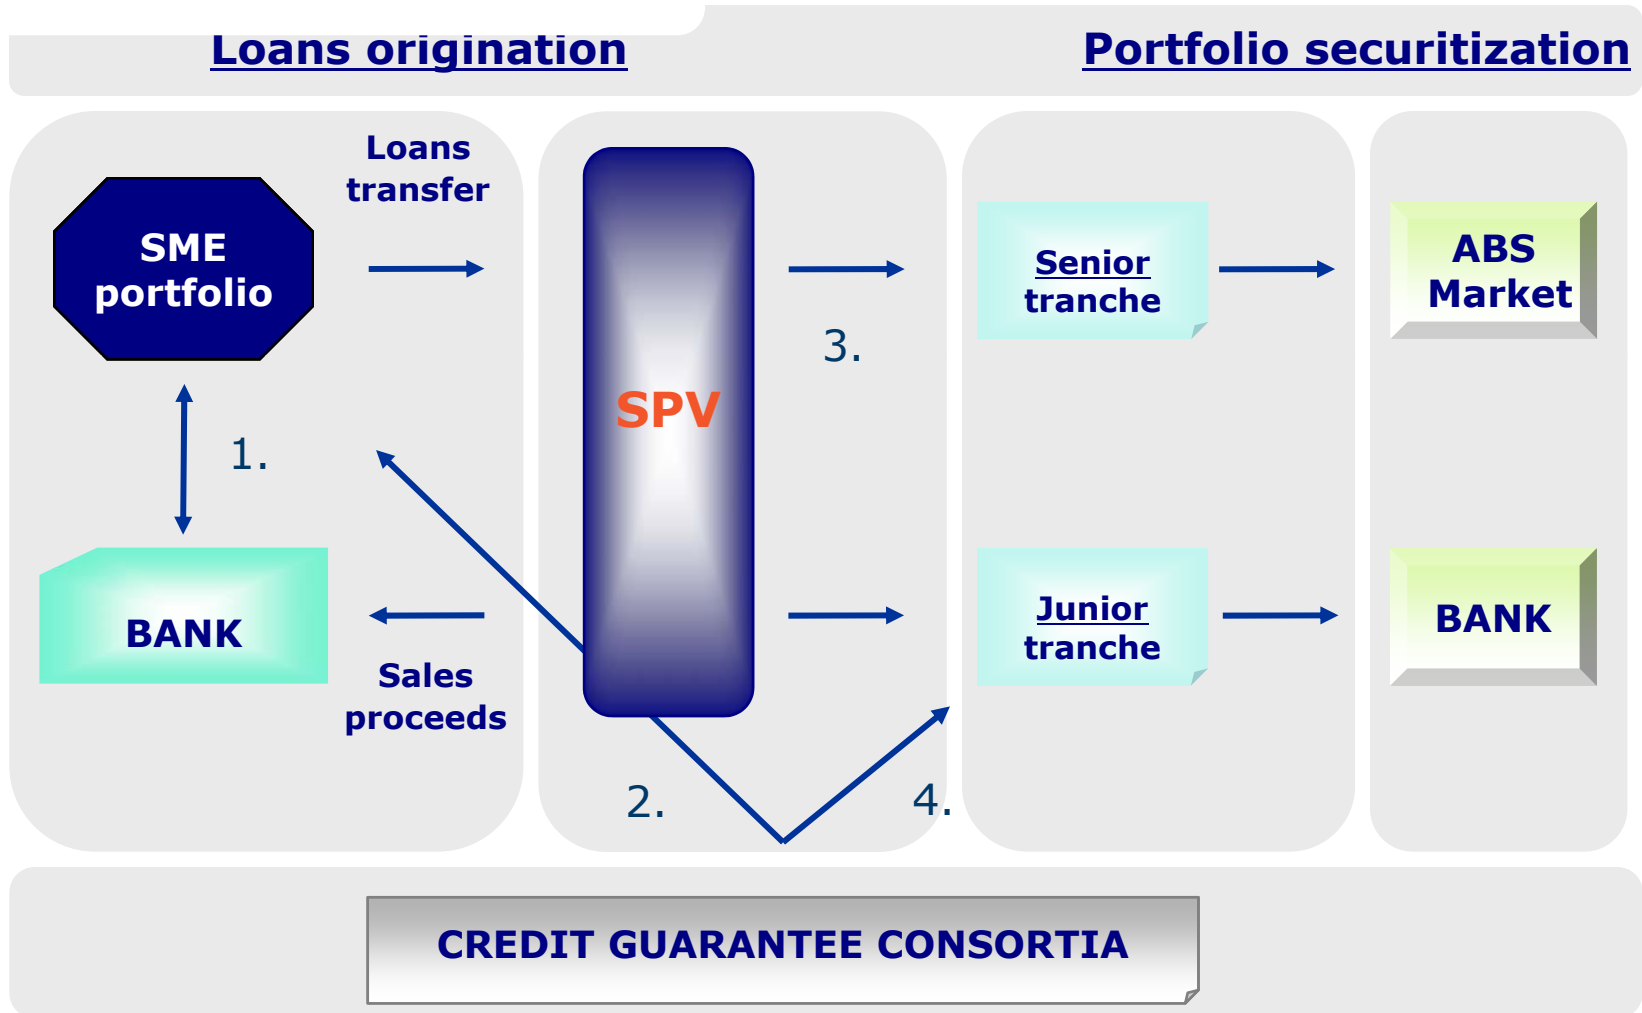 Loans origination
Portfolio securitization
Loans
transfer
SME
portfolio
Senior
tranche
ABS
Market
3.
SPV
1.
BANK
Sales
proceeds
Junior
tranche
BANK
2.
4.
CREDIT GUARANTEE CONSORTIA